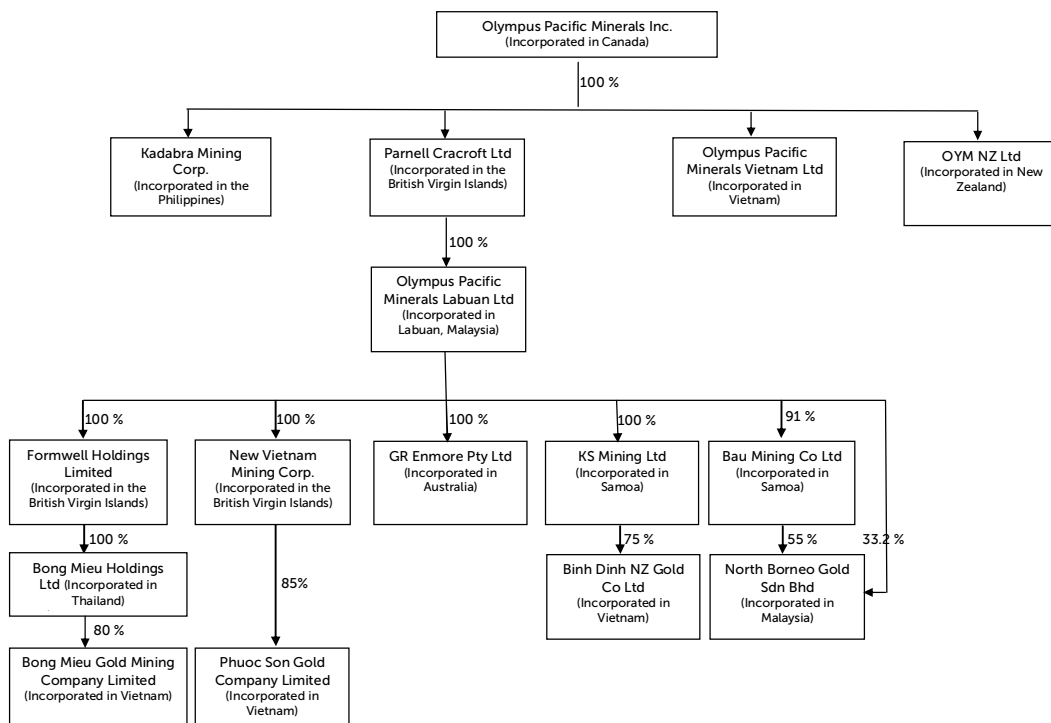 Olympus Pacific Minerals Inc.
(Incorporated in Canada)
100 %
Kadabra Mining
Corp.
(Incorporated in the
Philippines)
Parnell Cracroft Ltd
(Incorporated in the
British Virgin Islands)
Olympus Pacific
Minerals Vietnam Ltd
(Incorporated in
Vietnam)
OYM NZ Ltd
(Incorporated in New
Zealand)
100 %
Olympus Pacific
Minerals Labuan Ltd
(Incorporated in
Labuan, Malaysia)
100 %
100 %
100 %
100 %
91 %
Formwell Holdings
Limited
(Incorporated in the
British Virgin Islands)
New Vietnam
Mining Corp.
(Incorporated in the
British Virgin Islands)
GR Enmore Pty Ltd
(Incorporated in
Australia)
KS Mining Ltd
(Incorporated in
Samoa)
Bau Mining Co Ltd
(Incorporated in
Samoa)
100 %
85%
75 %
55 %
33.2 %
Bong Mieu Holdings
Ltd (Incorporated in
Thailand)
Binh Dinh NZ Gold
Co Ltd
(Incorporated in
Vietnam)
North Borneo Gold
Sdn Bhd
(Incorporated in
Malaysia)
80 %
Bong Mieu Gold Mining
Company Limited
(Incorporated in Vietnam)
Phuoc Son Gold
Company Limited
(Incorporated in
Vietnam)